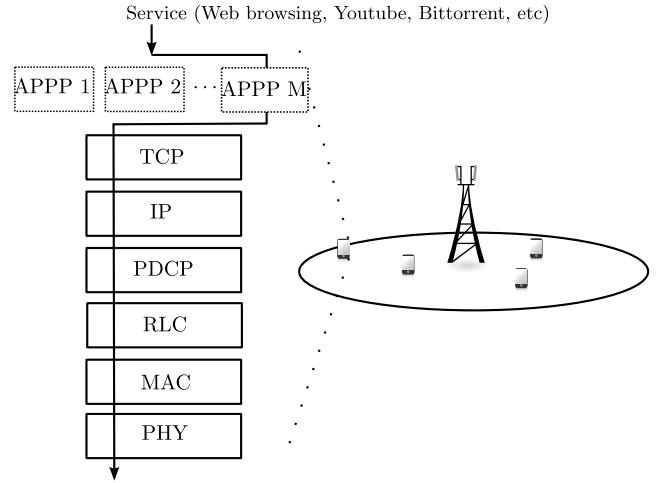 Service (Web browsing, Youtube, Bittorrent, etc)
APPP 1 APPP 2 ... APPP M
TCP
IP
PDCP
RLC
MAC
PHY